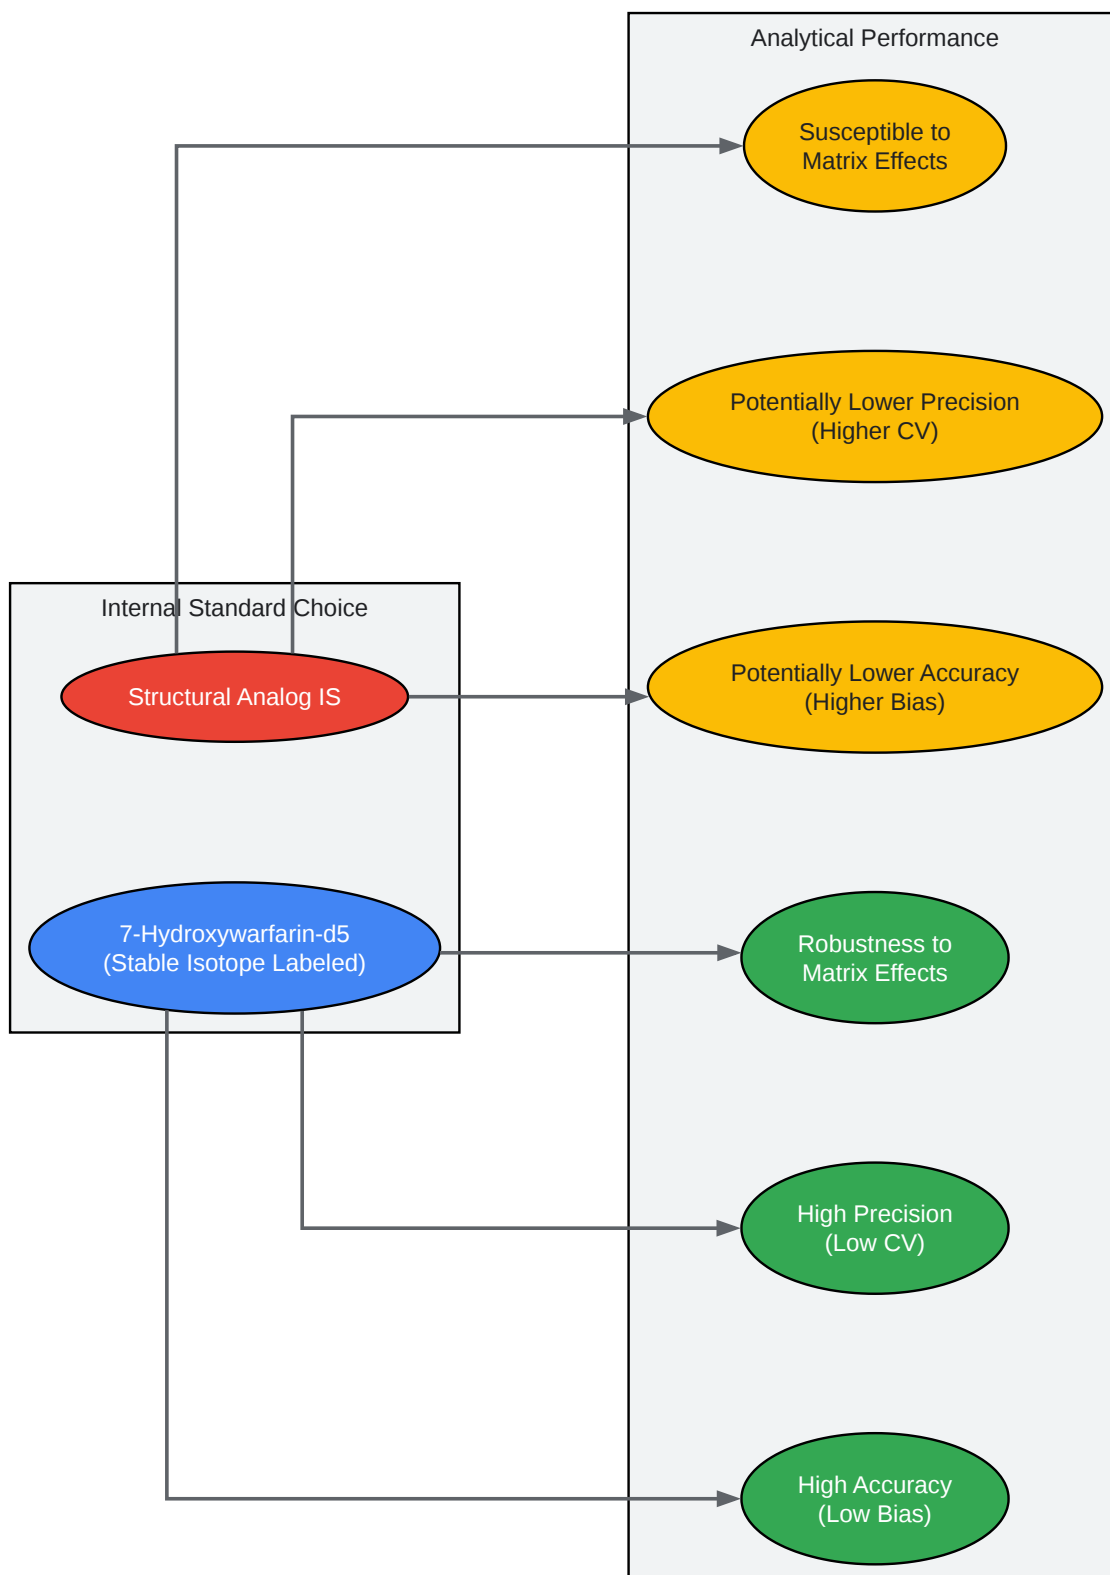 Analytical Performance
Susceptible to
Matrix Effects
Potentially Lower Precision
(Higher CV)
Internal Standard Choice
Structural Analog IS
Potentially Lower Accuracy
(Higher Bias)
7-Hydroxywarfarin-d5
(Stable Isotope Labeled)
Robustness to
Matrix Effects
High Precision
(Low CV)
High Accuracy
(Low Bias)